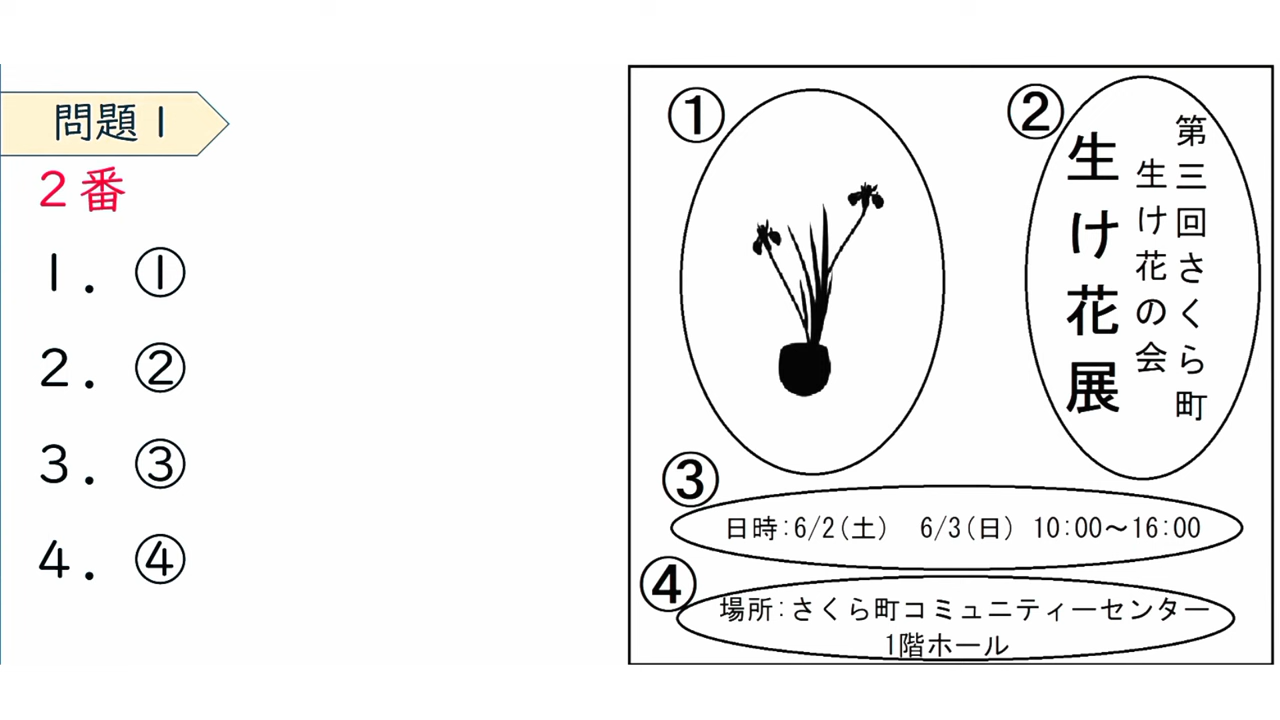 問題1
2番
1. ①
2. ②
3. ③
4. ④
①
②
第三回さくら町
生け花の会
生け花展
③
日時:6/2(土) 6/3(日) 10:00~16:00
④
場所:さくら町コミュニティーセンター
1階ホール